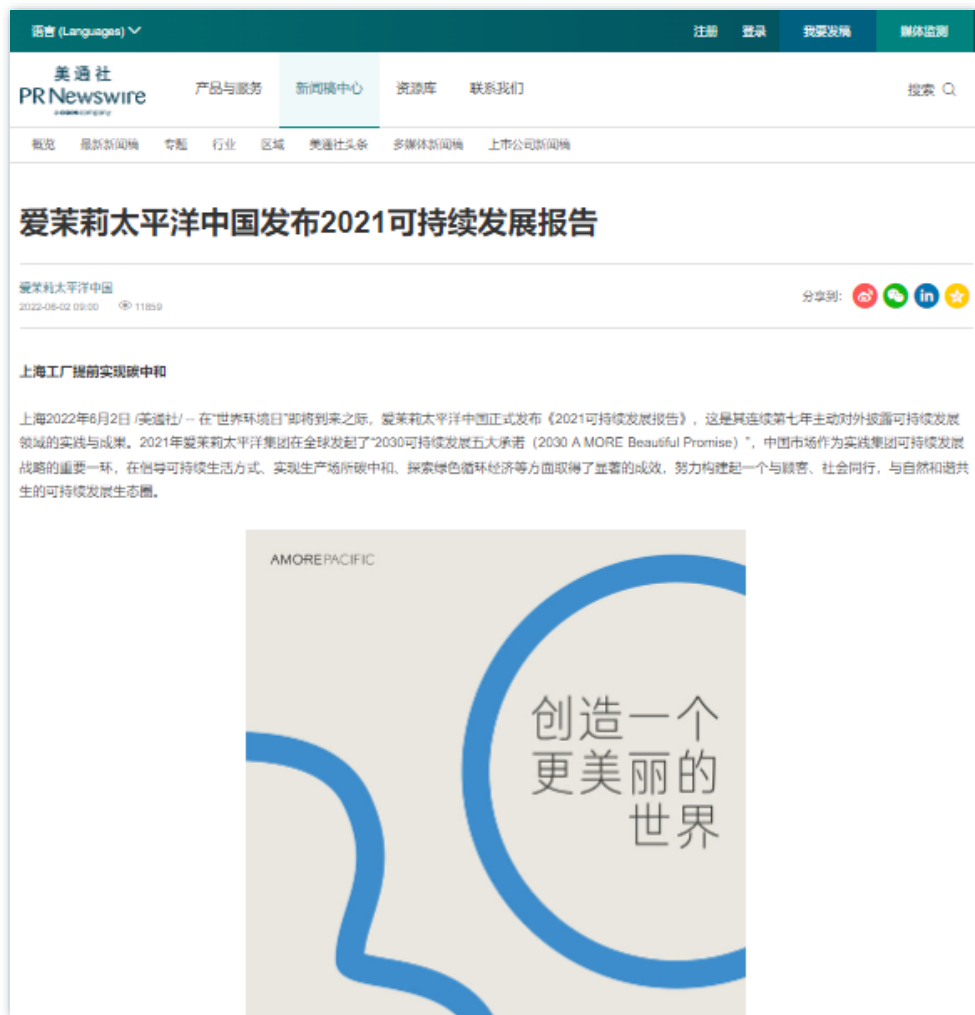 语言 (Languages)
注册 登录 我要发稿 媒体监测
美通社
PR Newswire
产品与服务 新闻稿中心 资源库 联系我们 搜索
概览 最新新闻稿 专题 行业 区域 美通社头条 多媒体新闻稿 上市公司新闻稿
爱茉莉太平洋中国发布2021可持续发展报告
爱茉莉太平洋中国
2022-06-02 09:00 11859
分享到:
in
上海工厂提前实现碳中和
上海2022年6月2日 /美通社/ -- 在"世界环境日"即将到来之际，爱茉莉太平洋中国正式发布《2021可持续发展报告》，这是其连续第七年主动对外披露可持续发展
领域的实践与成果。2021年爱茉莉太平洋集团在全球发起了"2030可持续发展五大承诺（2030 A MORE Beautiful Promise）"，中国市场作为实践集团可持续发展
战略的重要一环，在倡导可持续生活方式、实现生产场所碳中和、探索绿色循环经济等方面取得了显著的成效，努力构建起一个与顾客、社会同行，与自然和谐共
生的可持续发展生态圈。
AMOREPACIFIC
创造一个
更美丽的
世界